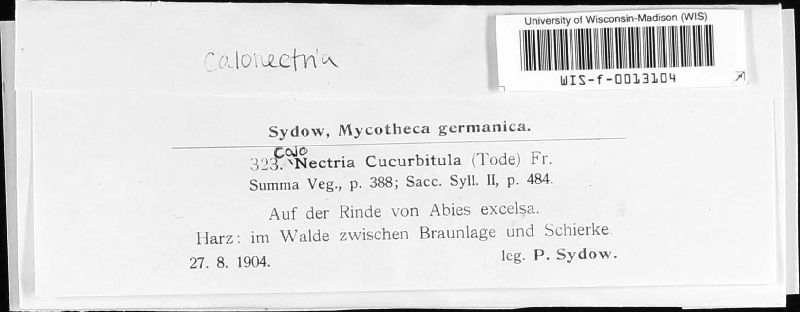 University of Wisconsin-Madison (WIS)
WIS-f-0013104
Calonectria
Sydow, Mycotheca germanica.
Calo
323. Nectria Cucurbitula (Tode) Fr.
Summa Veg., p. 388; Sacc. Syll. II, p. 484.
Auf der Rinde von Abies excelsa.
Harz: im Walde zwischen Braunlage und Schierke.
27. 8. 1904. leg. P. Sydow.